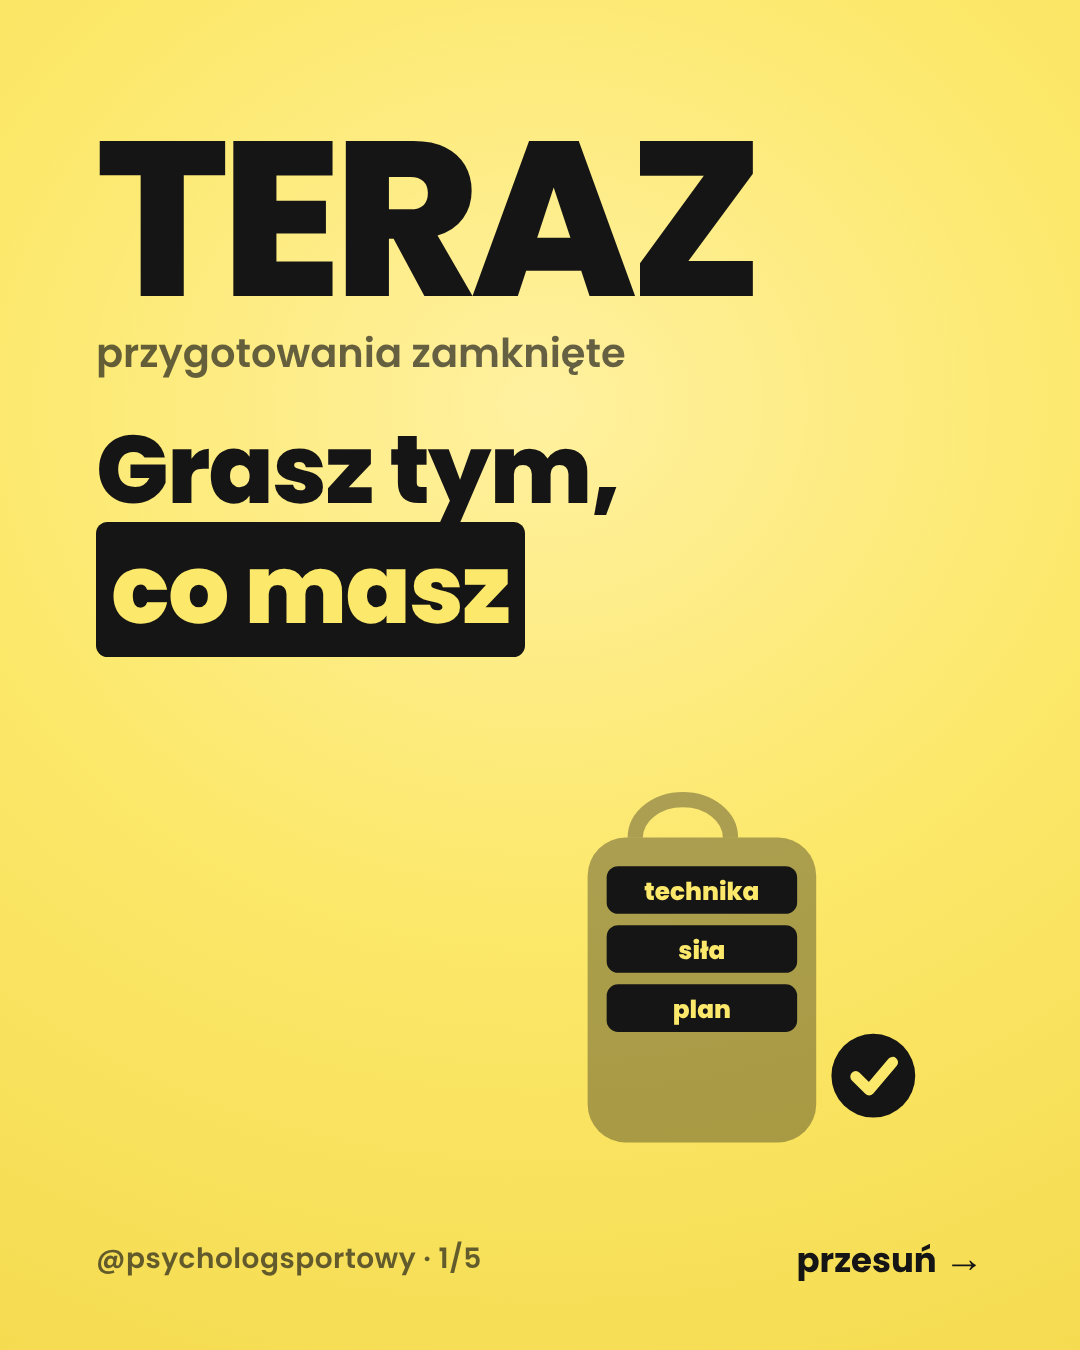 TERAZ
przygotowania zamknięte
Grasz tym,
co masz
technika
siła
plan
@psychologsportowy · 1/5
przesuń →